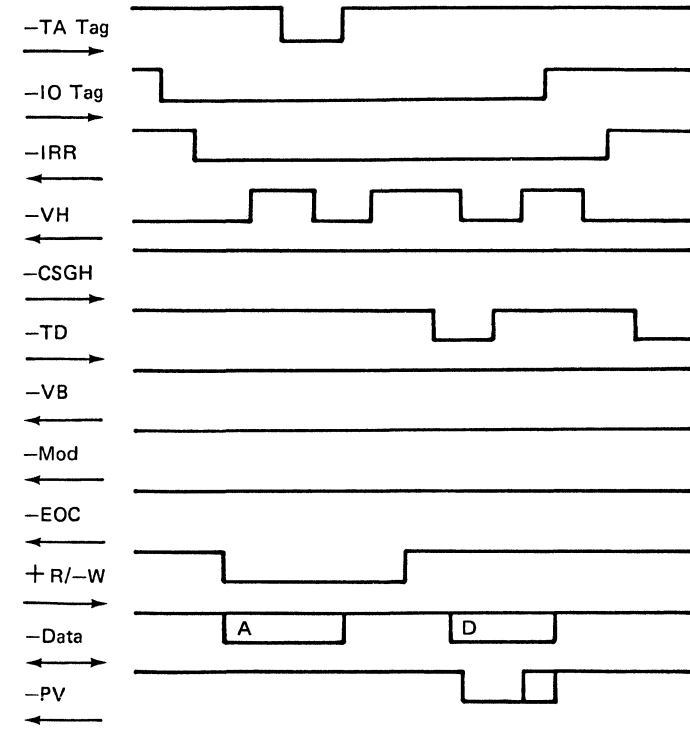 −TA Tag
−IO Tag
−IRR
−VH
−CSGH
−TD
−VB
−Mod
−EOC
+R/−W
A D
−Data
−PV